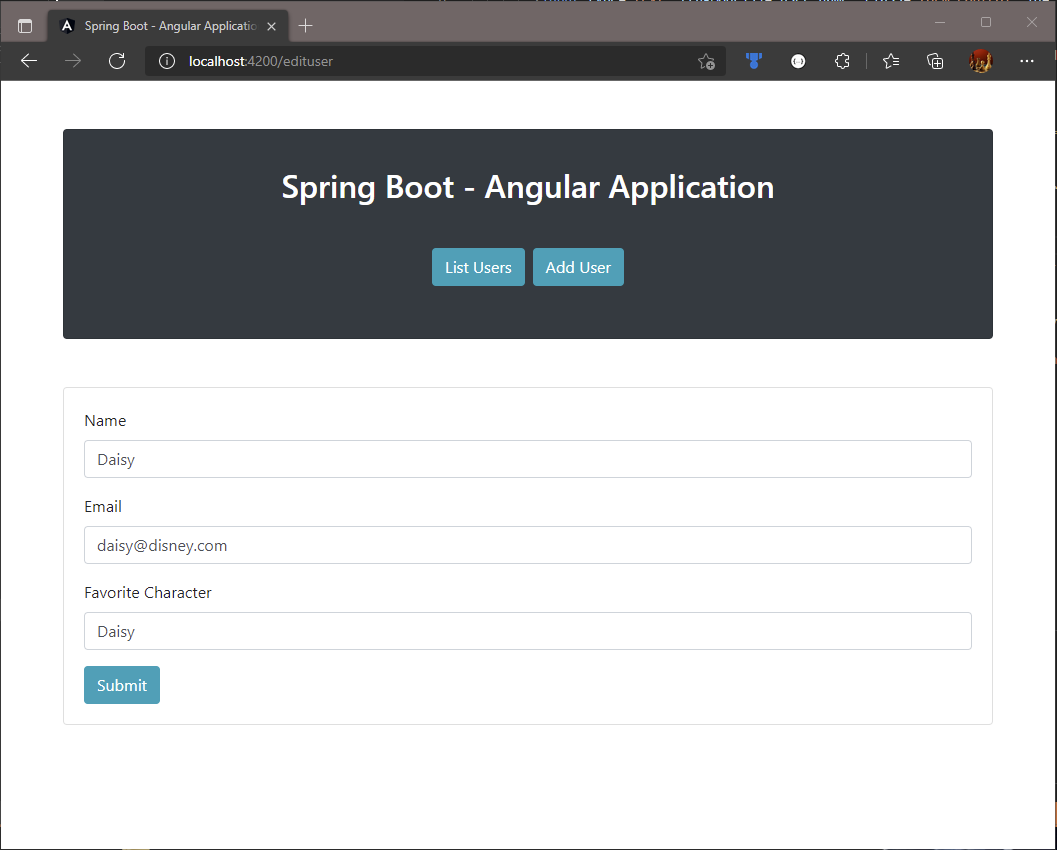 Spring Boot - Angular Applicatio
localhost:4200/edituser
Spring Boot - Angular Application
List Users Add User
Name
Daisy
Email
daisy@disney.com
Favorite Character
Daisy
Submit